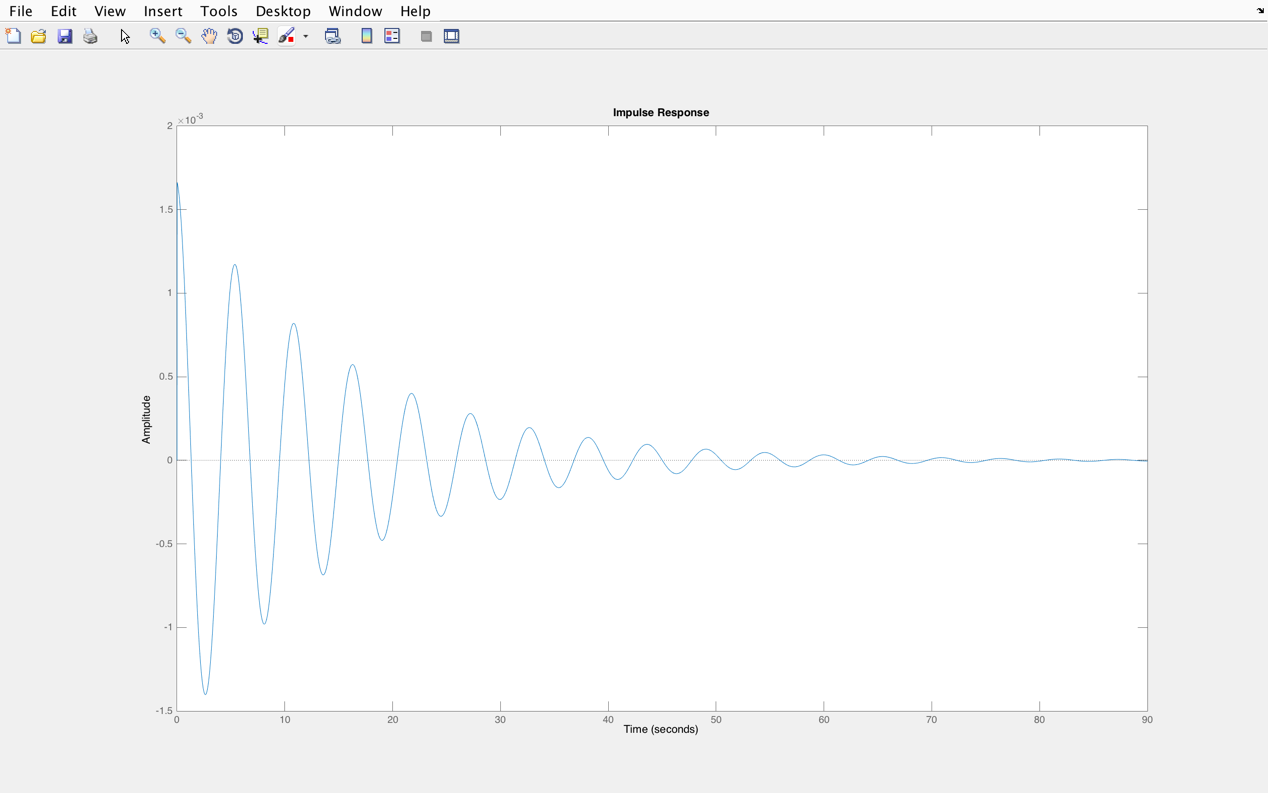 File Edit View Insert Tools Desktop Window Help
Impulse Response
×10-3
2
1.5
1
0.5
0
-0.5
-1
-1.5
Amplitude
0 10 20 30 40 50 60 70 80 90
Time (seconds)